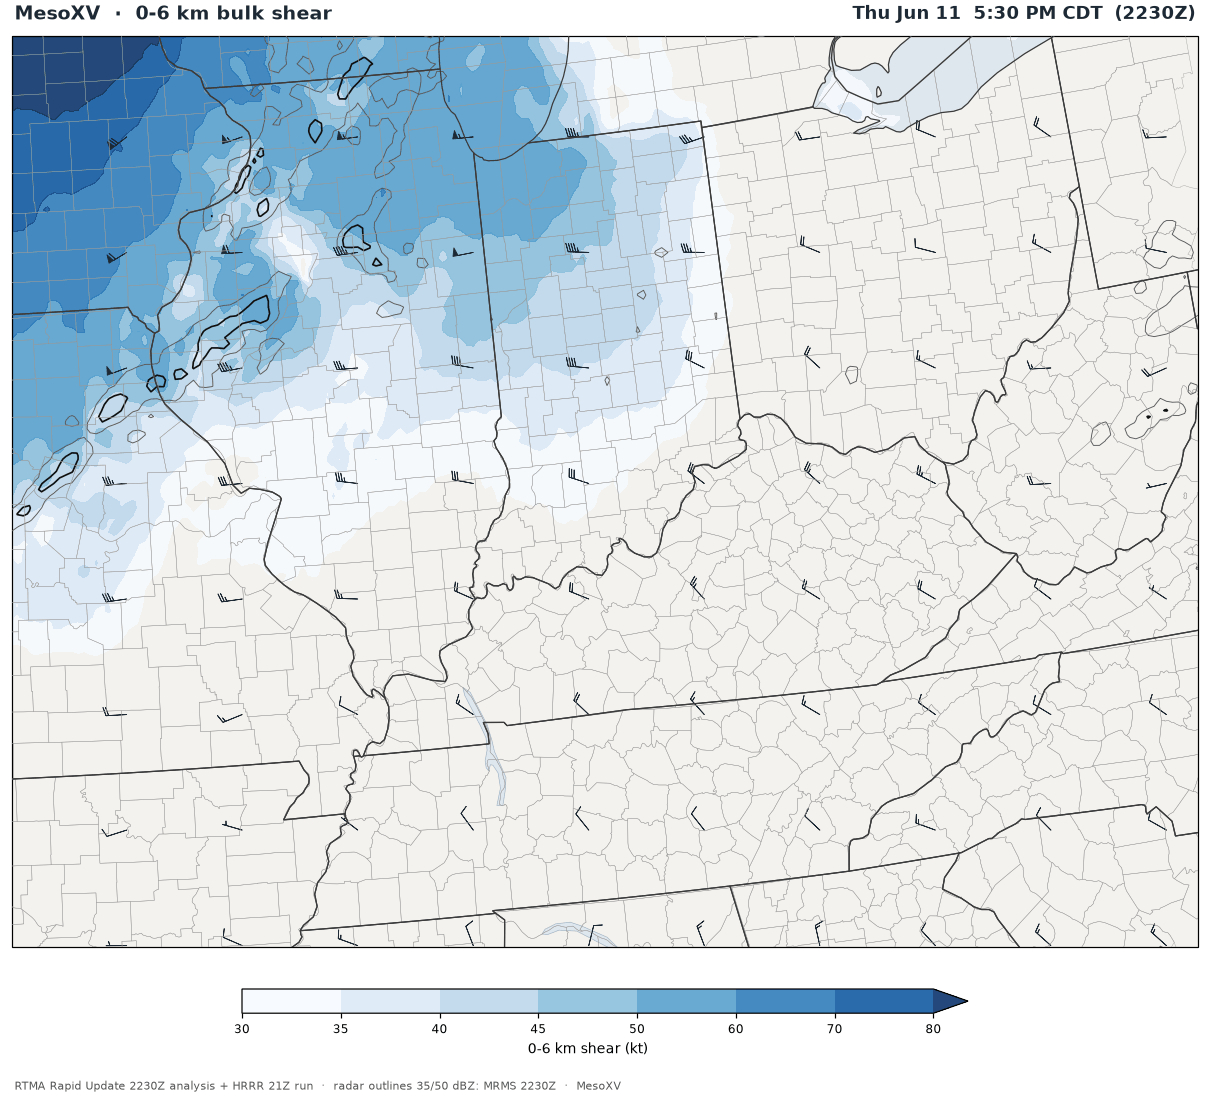 MesoXV · 0-6 km bulk shear
Thu Jun 11 5:30 PM CDT (2230Z)
30 35 40 45 50 60 70 80
0-6 km shear (kt)
RTMA Rapid Update 2230Z analysis + HRRR 21Z run · radar outlines 35/50 dBZ: MRMS 2230Z · MesoXV